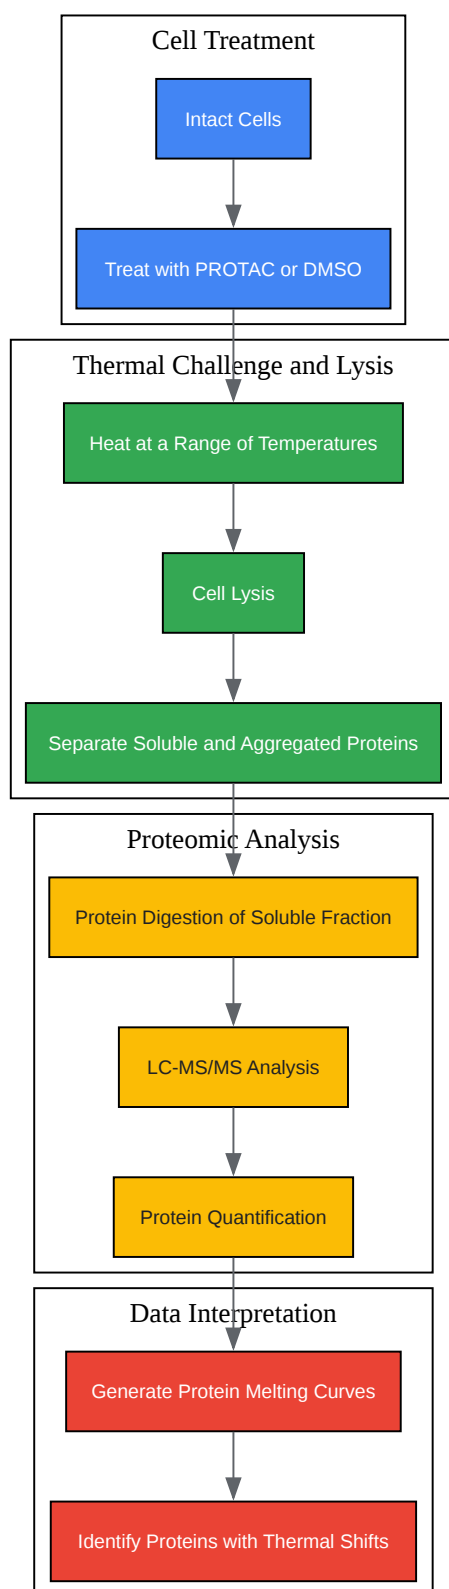 Cell Treatment
Intact Cells
Treat with PROTAC or DMSO
Thermal Challenge and Lysis
Heat at a Range of Temperatures
Cell Lysis
Separate Soluble and Aggregated Proteins
Proteomic Analysis
Protein Digestion of Soluble Fraction
LC-MS/MS Analysis
Protein Quantification
Data Interpretation
Generate Protein Melting Curves
Identify Proteins with Thermal Shifts